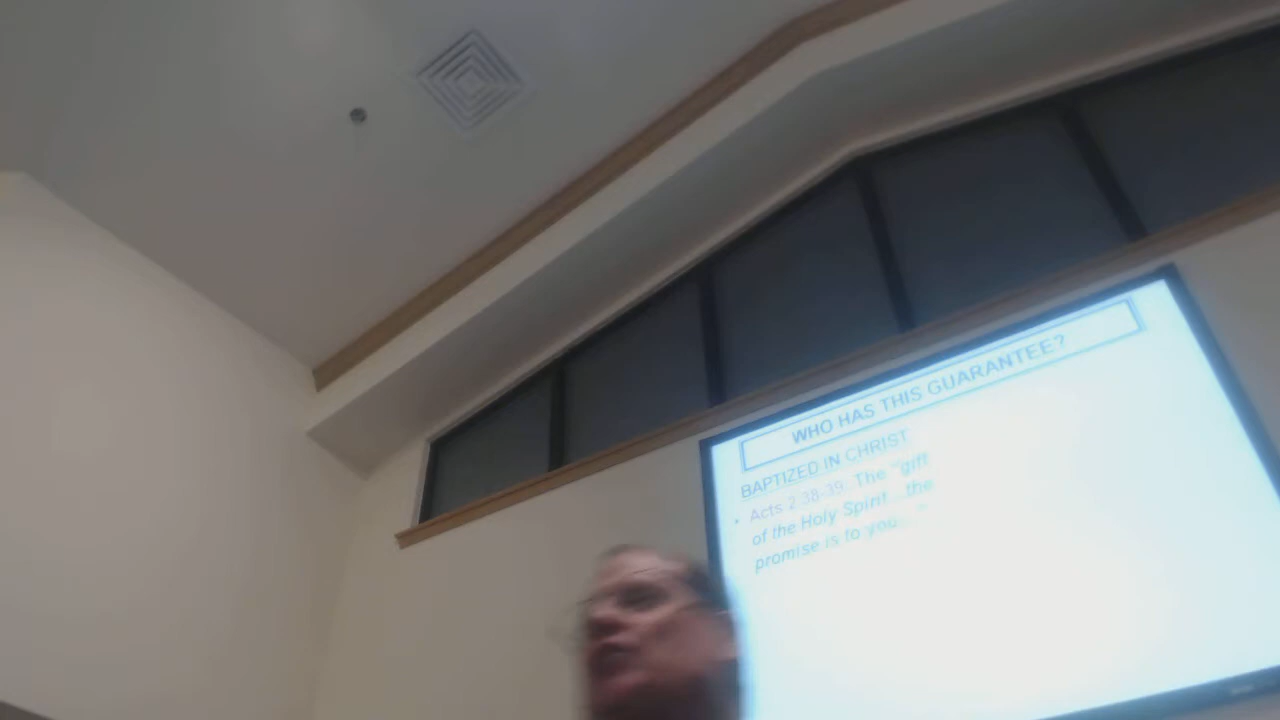 WHO HAS THIS GUARANTEE?
BAPTIZED IN CHRIST
• Acts 2.38-39. The "gift
of the Holy Spirit...the
promise is to you..."